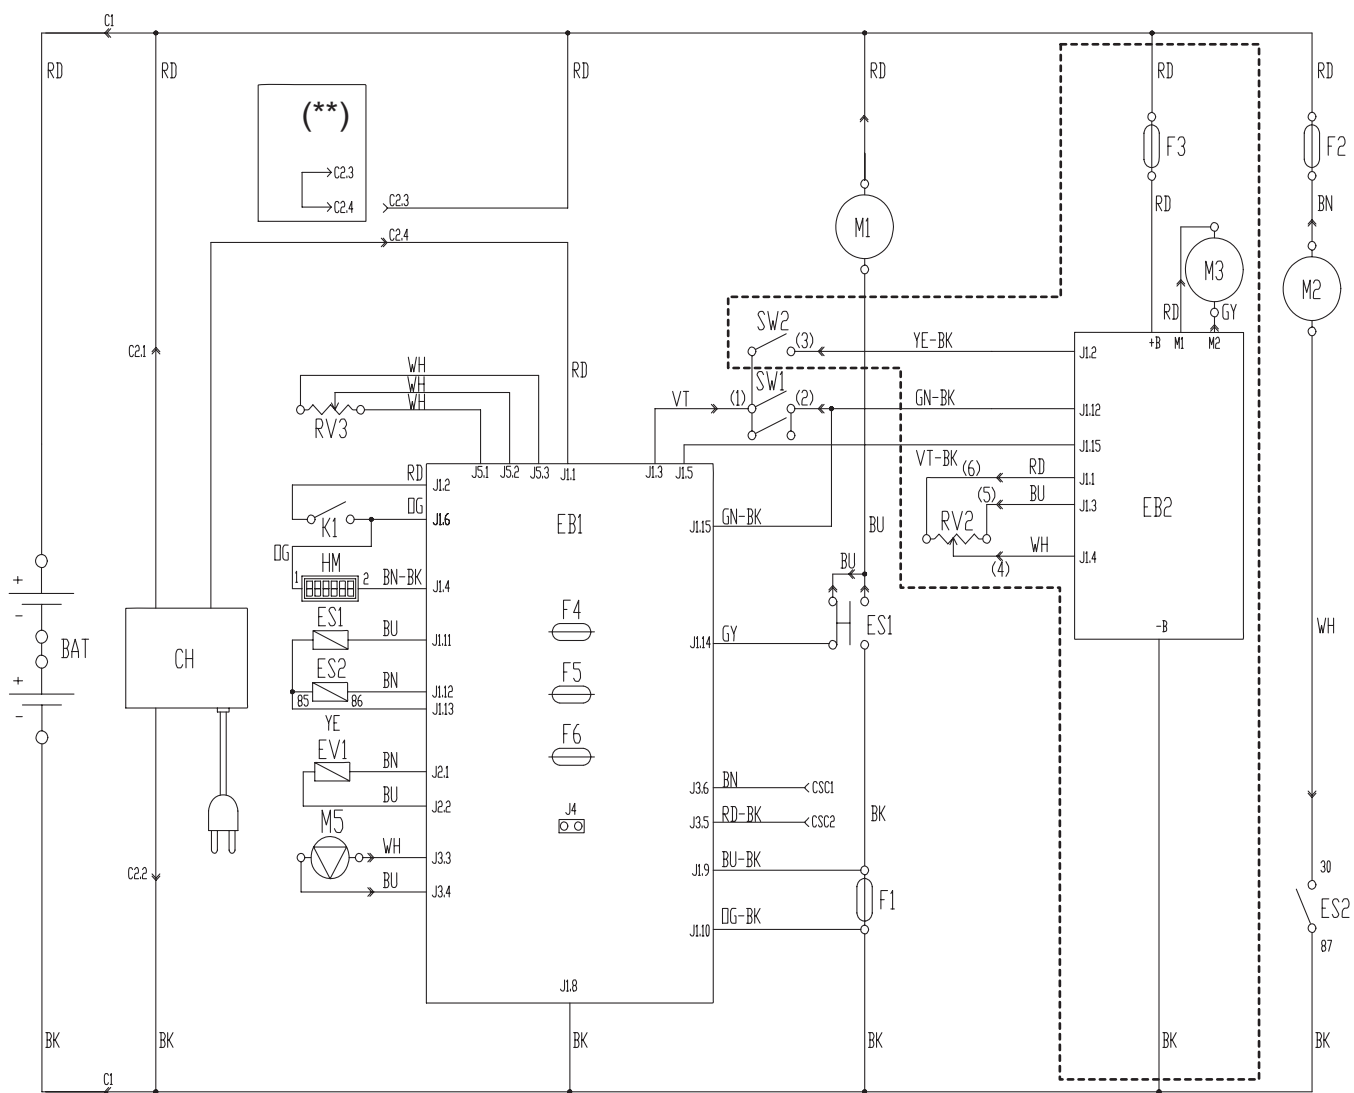 C1
RD RD RD RD RD RD
(**)
C2.3
C2.4
C2.3
C2.4
F3
F2
RD
BN
M1
M3
M2
RD
GY
+B M1 M2
C2.1
SW2
(3)
YE-BK
J1.2
WH
WH
WH
RV3
RD
VT
(1)
SW1
(2)
GN-BK
J1.12
J1.15
VT-BK
(6)
RD
J1.1
(5)
BU
J1.3
RV2
WH
(4)
J1.4
EB2
-B
J5.1 J5.2 J5.3 J1.1 J1.3 J1.5
RD
J1.2
OG
J1.6
K1
EB1
GN-BK
J1.15
BU
OG
HM
1
2
BN-BK
J1.4
BU
ES1
BU
J1.11
F4
GY
J1.14
ES1
ES2
BN
J1.12
85
86
J1.13
F5
YE
EV1
BN
J2.1
F6
BU
J2.2
BN
J3.6
CSC1
RD-BK
J3.5
CSC2
BK
M5
WH
J3.3
J4
BU
J3.4
BU-BK
J1.9
F1
OG-BK
J1.10
J1.8
BAT
+
-
+
-
CH
C2.2
WH
30
ES2
87
BK BK BK BK BK BK
C1